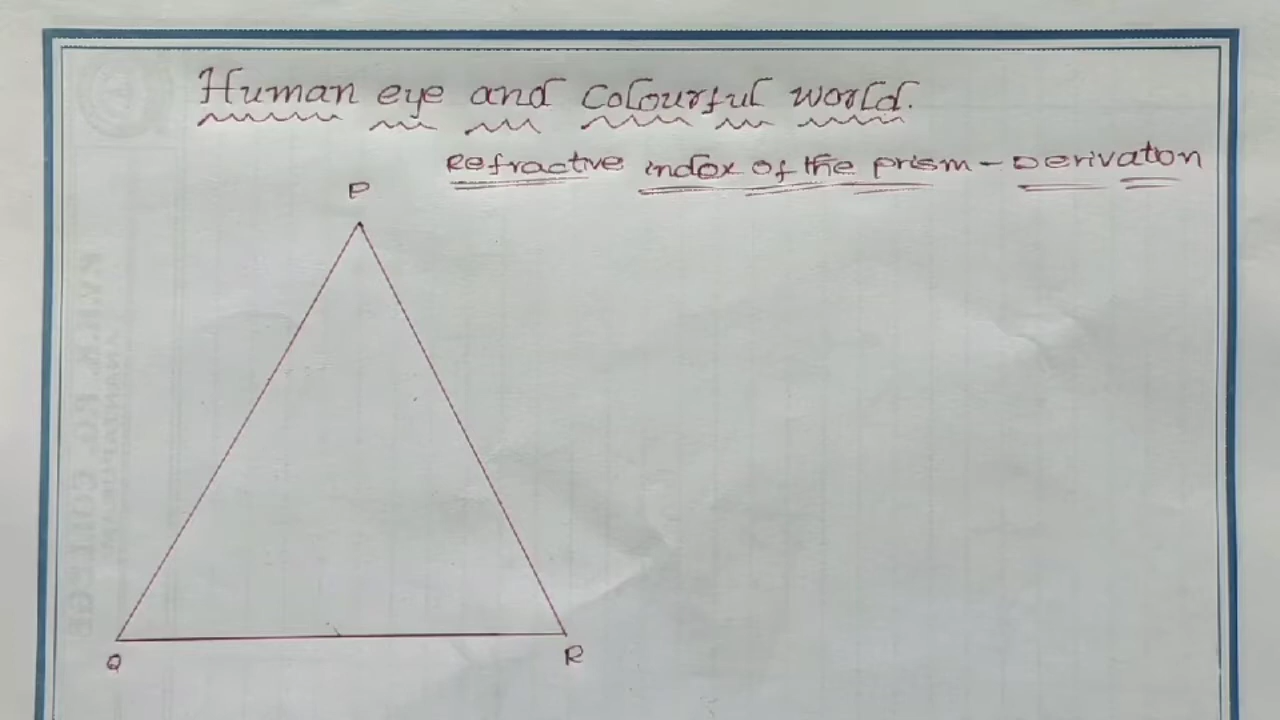 Human eye and Colourful world.
Refractive index of the prism - Derivation
P
Q
R